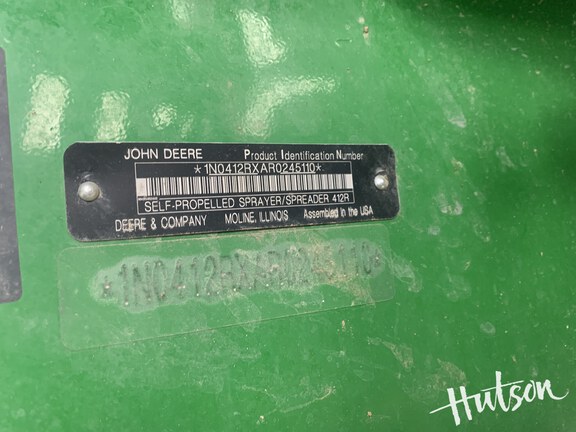 JOHN DEERE Product Identification Number
*1N0412RXAR0245110*
SELF-PROPELLED SPRAYER/SPREADER 412R
DEERE & COMPANY MOLINE, ILLINOIS Assembled in the USA
Hutson